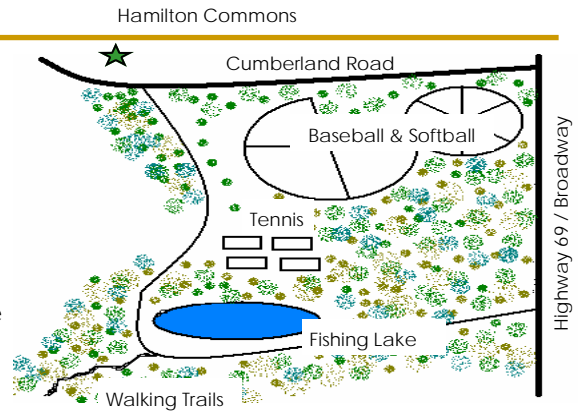 Hamilton Commons
Cumberland Road
Baseball & Softball
Highway 69 / Broadway
Tennis
Fishing Lake
Walking Trails